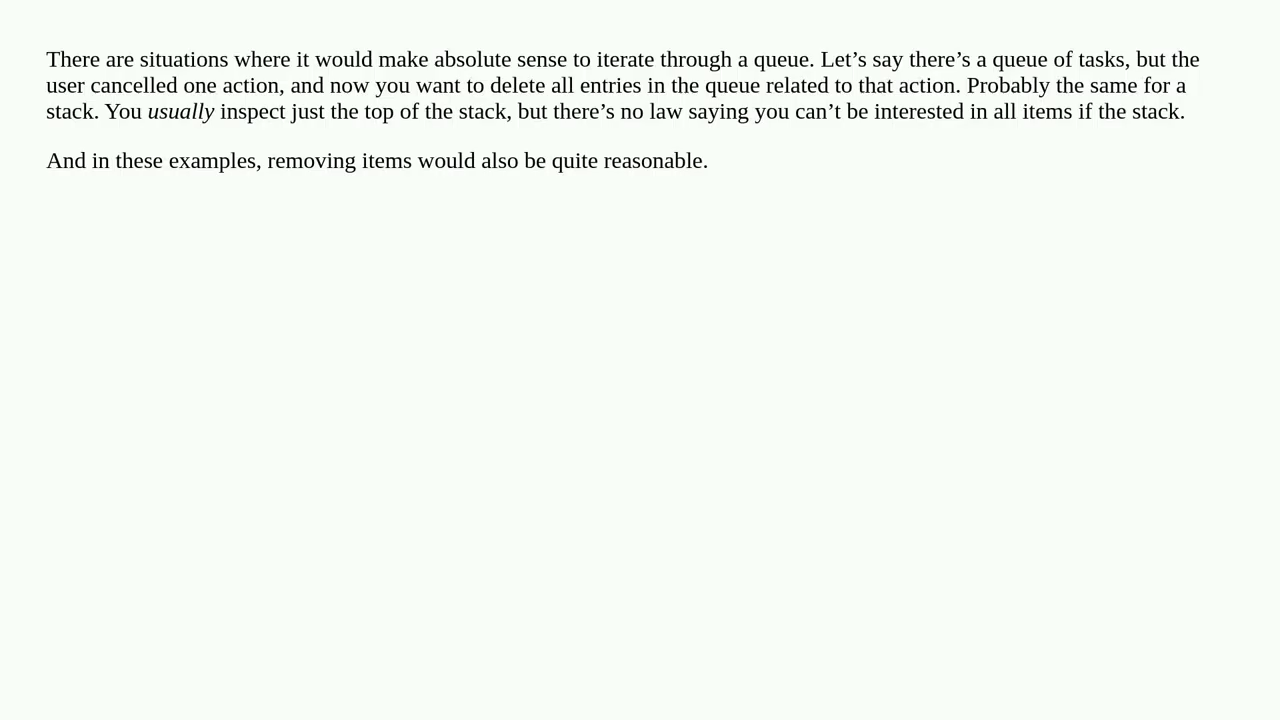 There are situations where it would make absolute sense to iterate through a queue. Let’s say there’s a queue of tasks, but the
user cancelled one action, and now you want to delete all entries in the queue related to that action. Probably the same for a
stack. You usually inspect just the top of the stack, but there’s no law saying you can’t be interested in all items if the stack.
And in these examples, removing items would also be quite reasonable.